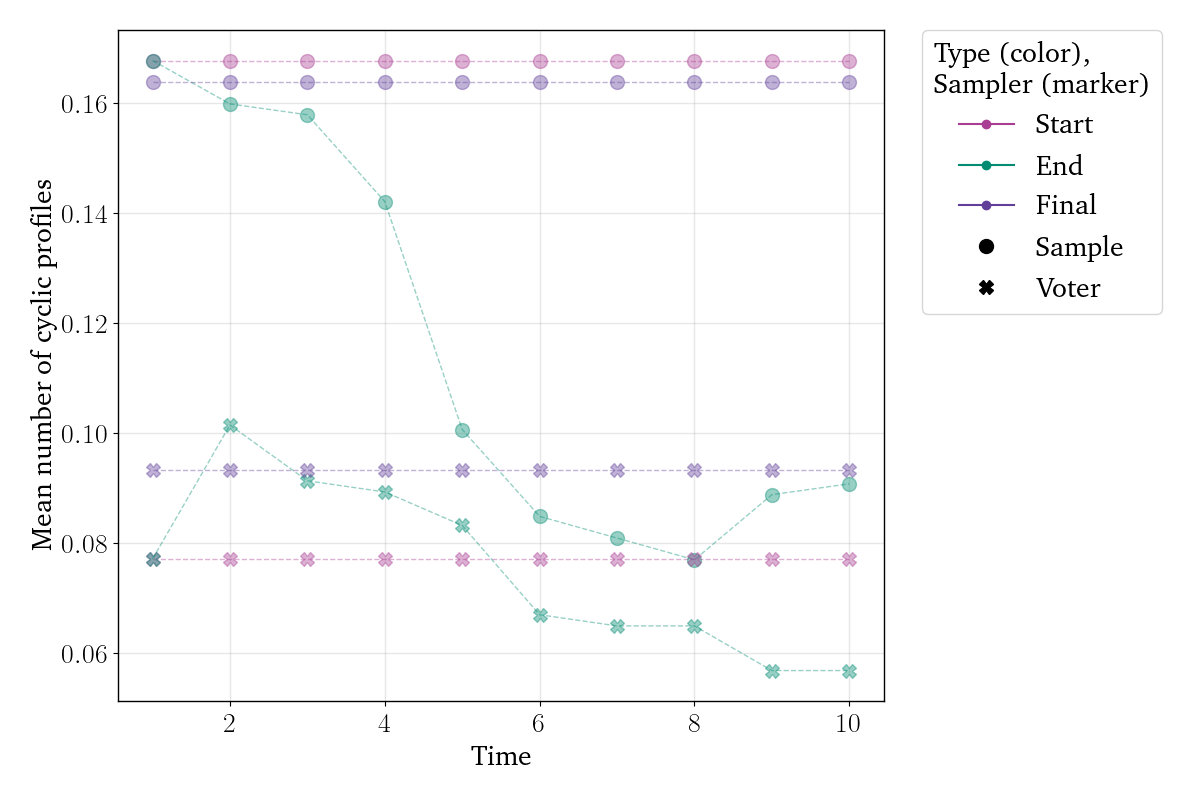 Mean number of cyclic profiles
0.16
0.14
0.12
0.10
0.08
0.06
2 4 6 8 10
Time
Type (color),
Sampler (marker)
Start
End
Final
Sample
Voter